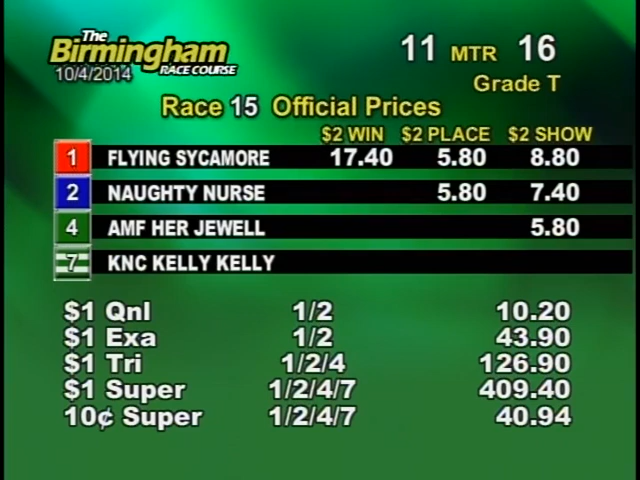 The
Birmingham
RACE COURSE
10/4/2014
11 MTR 16
Grade T
Race 15 Official Prices
$2 WIN $2 PLACE $2 SHOW
1 FLYING SYCAMORE 17.40 5.80 8.80
2 NAUGHTY NURSE 5.80 7.40
4 AMF HER JEWELL 5.80
7 KNC KELLY KELLY
$1 Qnl 1/2 10.20
$1 Exa 1/2 43.90
$1 Tri 1/2/4 126.90
$1 Super 1/2/4/7 409.40
10¢ Super 1/2/4/7 40.94